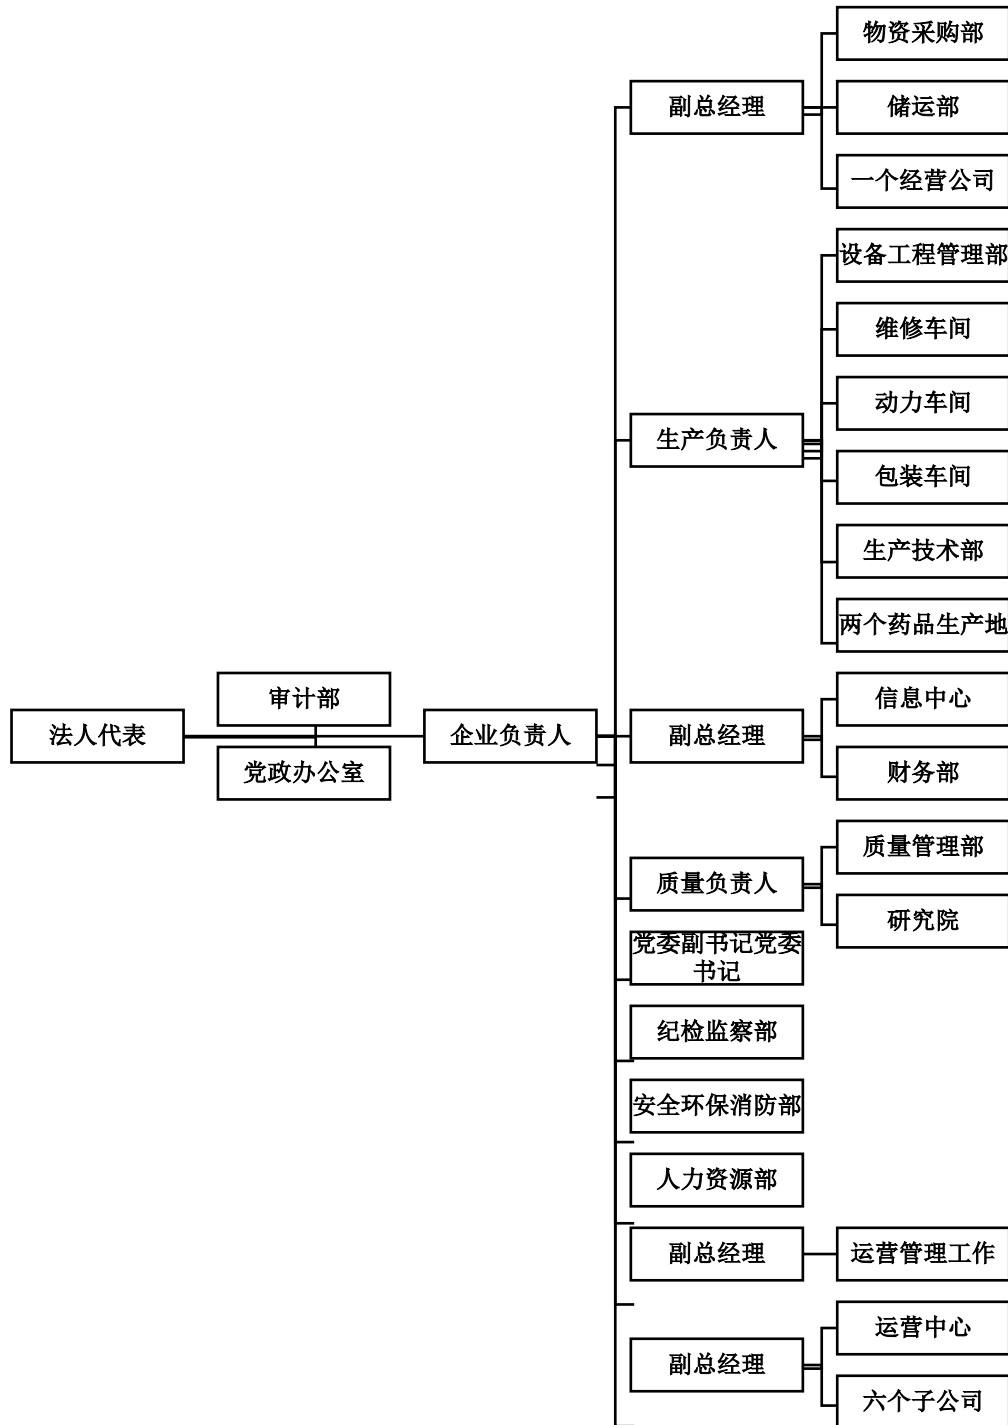 物资采购部
副总经理
储运部
一个经营公司
设备工程管理部
维修车间
动力车间
生产负责人
包装车间
生产技术部
两个药品生产地
审计部
法人代表
党政办公室
企业负责人
副总经理
信息中心
财务部
质量管理部
质量负责人
研究院
党委副书记党委
书记
纪检监察部
安全环保消防部
人力资源部
副总经理
运营管理工作
运营中心
副总经理
六个子公司